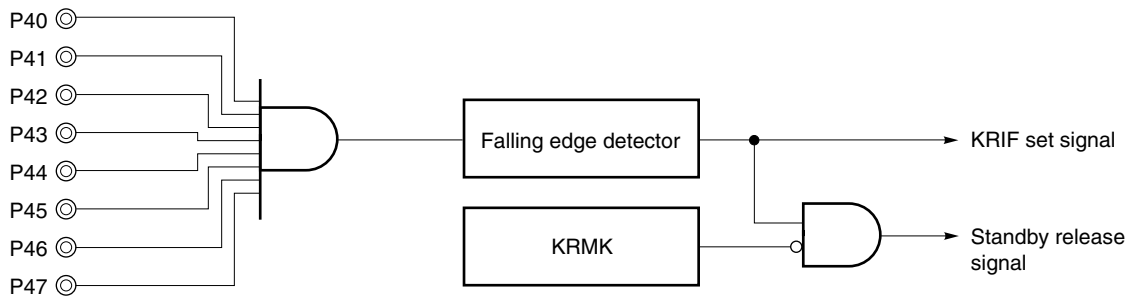 P40
P41
P42
P43
P44
P45
P46
P47
Falling edge detector
KRMK
KRIF set signal
Standby release
signal